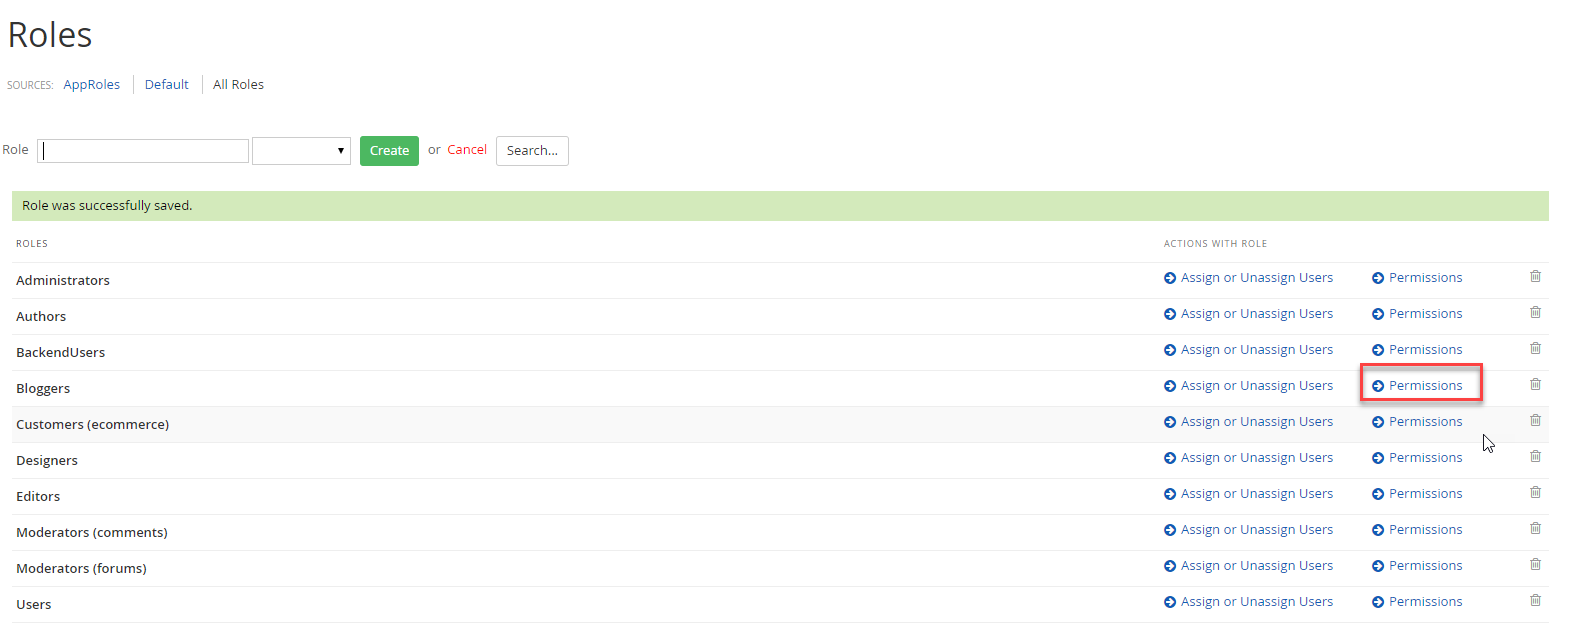 Roles
SOURCES: AppRoles Default All Roles
Role Create or Cancel Search...
Role was successfully saved.
ROLES ACTIONS WITH ROLE
Administrators Assign or Unassign Users Permissions
Authors Assign or Unassign Users Permissions
BackendUsers Assign or Unassign Users Permissions
Bloggers Assign or Unassign Users Permissions
Customers (ecommerce) Assign or Unassign Users Permissions
Designers Assign or Unassign Users Permissions
Editors Assign or Unassign Users Permissions
Moderators (comments) Assign or Unassign Users Permissions
Moderators (forums) Assign or Unassign Users Permissions
Users Assign or Unassign Users Permissions